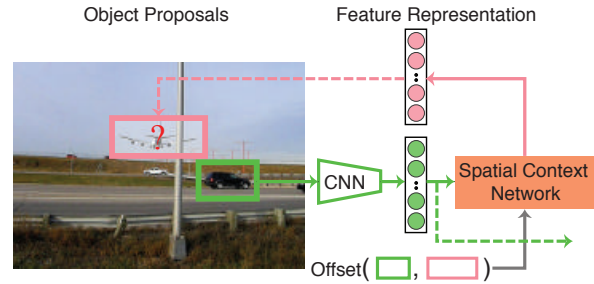 Object Proposals
Feature Representation
?
CNN
Spatial Context
Network
Offset( , )